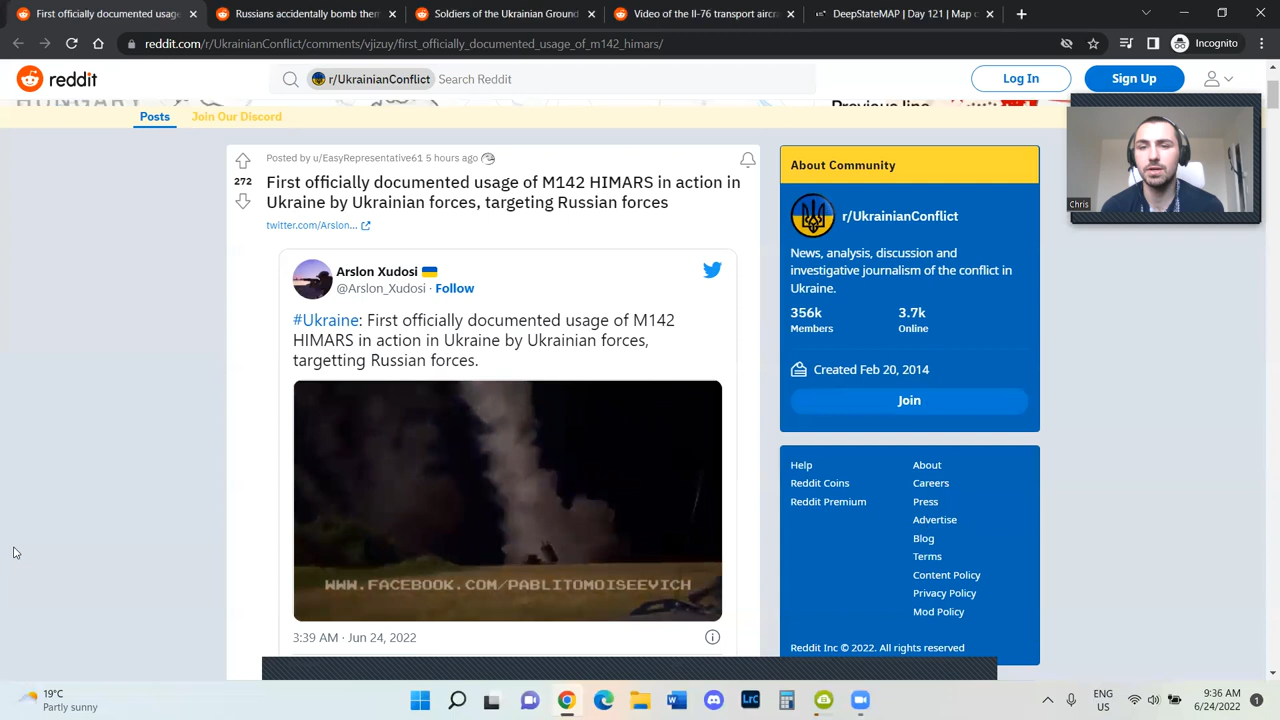 First officially documented usag
Russians accidentally bombed th
Soldiers of the Ukrainian Ground
Video of the Il-76 transport aircra
DeepStateMAP | Day 121 | Map c
reddit.com/r/UkrainianConflict/comments/vjizuy/first_officially_documented_usage_of_m142_himars/
Incognito
reddit
r/UkrainianConflict
Search Reddit
Log In
Sign Up
HUNGARY
Previous line
Posts
Join Our Discord
Posted by u/EasyRepresentative61 5 hours ago
272
First officially documented usage of M142 HIMARS in action in
Ukraine by Ukrainian forces, targeting Russian forces
twitter.com/Arslon...
Arslon Xudosi
@Arslon_Xudosi · Follow
#Ukraine: First officially documented usage of M142
HIMARS in action in Ukraine by Ukrainian forces,
targetting Russian forces.
WWW.FACEBOOK.COM/PABLITOMOISEEVICH
3:39 AM · Jun 24, 2022
About Community
r/UkrainianConflict
News, analysis, discussion and
investigative journalism of the conflict in
Ukraine.
356k
Members
3.7k
Online
Created Feb 20, 2014
Join
Help
Reddit Coins
Reddit Premium
About
Careers
Press
Advertise
Blog
Terms
Content Policy
Privacy Policy
Mod Policy
Reddit Inc © 2022. All rights reserved
Chris
19°C
Partly sunny
W
Lrc
ENG
US
9:36 AM
6/24/2022
1